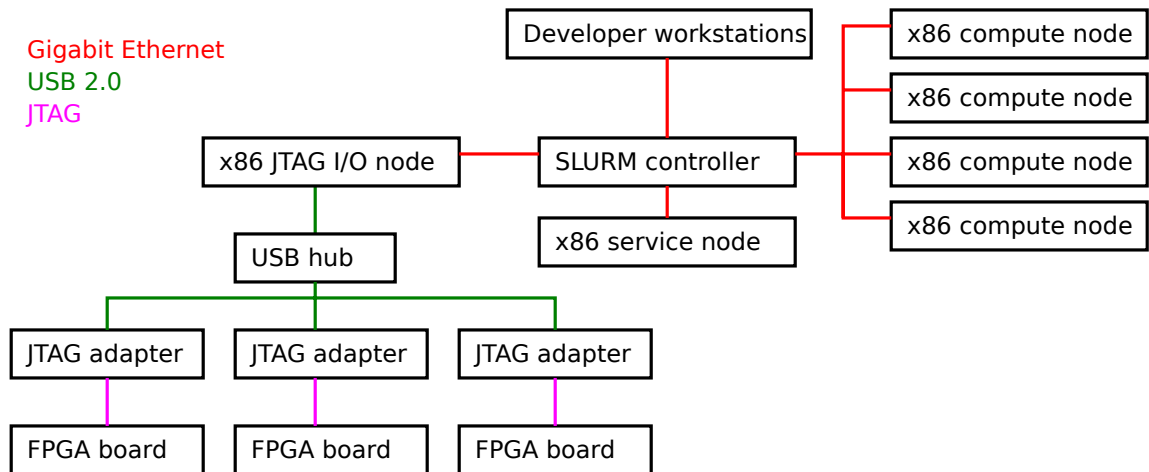 Gigabit Ethernet
USB 2.0
JTAG
Developer workstations
x86 compute node
x86 compute node
x86 compute node
x86 compute node
x86 JTAG I/O node
SLURM controller
x86 service node
USB hub
JTAG adapter
JTAG adapter
JTAG adapter
FPGA board
FPGA board
FPGA board